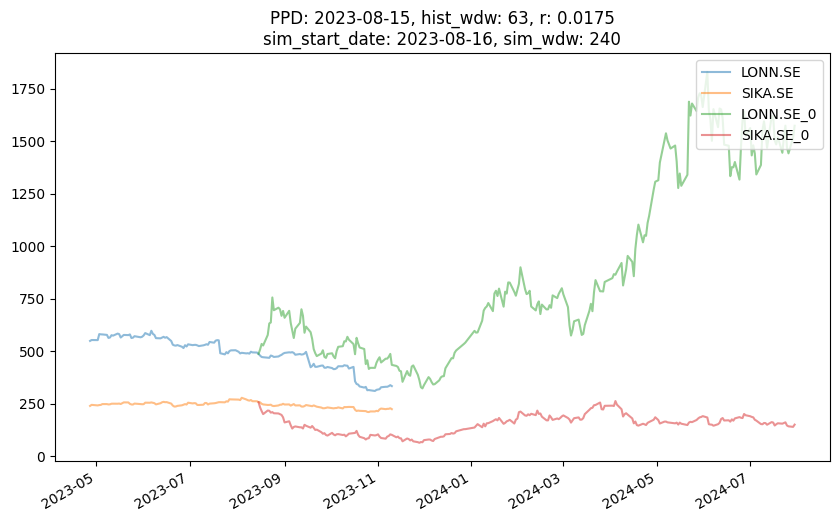 PPD: 2023-08-15, hist_wdw: 63, r: 0.0175
sim_start_date: 2023-08-16, sim_wdw: 240
LONN.SE
SIKA.SE
LONN.SE_0
SIKA.SE_0
1750
1500
1250
1000
750
500
250
0
2023-05
2023-07
2023-09
2023-11
2024-01
2024-03
2024-05
2024-07